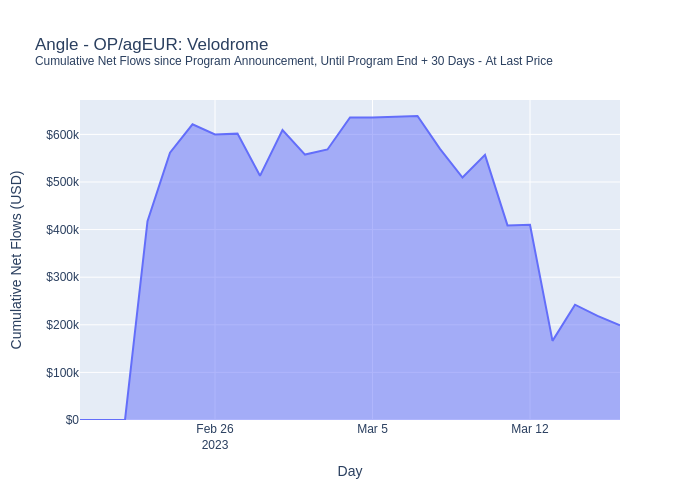 Angle - OP/agEUR: Velodrome
Cumulative Net Flows since Program Announcement, Until Program End + 30 Days - At Last Price
Cumulative Net Flows (USD)
$600k
$500k
$400k
$300k
$200k
$100k
$0
Feb 26
2023
Mar 5
Mar 12
Day